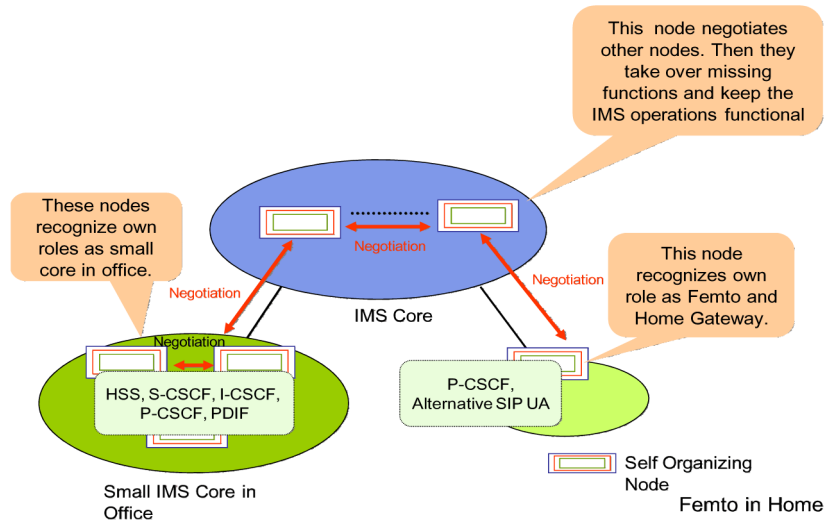 This node negotiates
other nodes. Then they
take over missing
functions and keep the
IMS operations functional
These nodes
recognize own
roles as small
core in office.
Negotiation
This node
recognizes own
role as Femto and
Home Gateway.
Negotiation
Negotiation
IMS Core
Negotiation
HSS, S-CSCF, I-CSCF,
P-CSCF, PDIF
P-CSCF,
Alternative SIP UA
Small IMS Core in
Office
Self Organizing
Node
Femto in Home